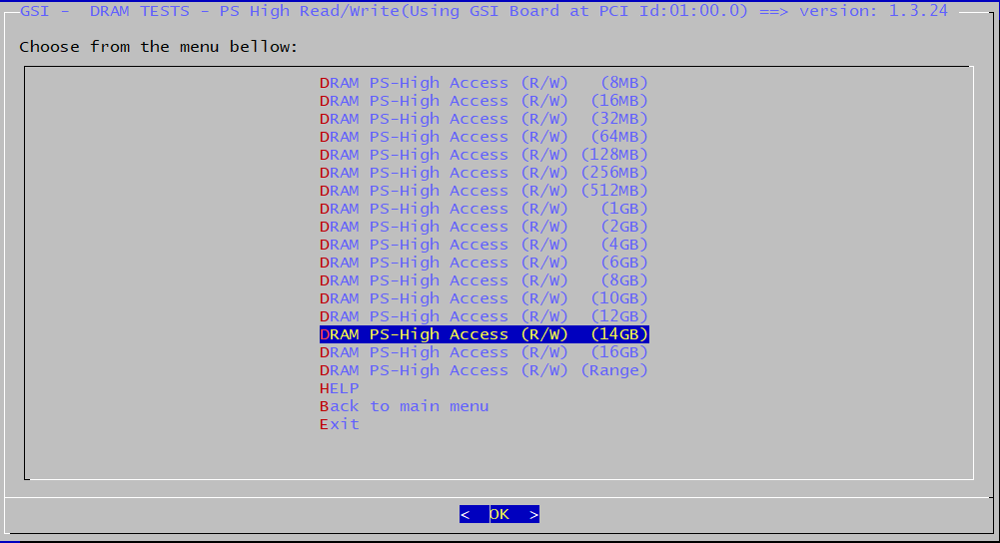 GSI -  DRAM TESTS - PS High Read/Write(Using GSI Board at PCI Id:01:00.0) ==> version: 1.3.24
Choose from the menu bellow:
DRAM PS-High Access (R/W)   (8MB)
DRAM PS-High Access (R/W)  (16MB)
DRAM PS-High Access (R/W)  (32MB)
DRAM PS-High Access (R/W)  (64MB)
DRAM PS-High Access (R/W) (128MB)
DRAM PS-High Access (R/W) (256MB)
DRAM PS-High Access (R/W) (512MB)
DRAM PS-High Access (R/W)   (1GB)
DRAM PS-High Access (R/W)   (2GB)
DRAM PS-High Access (R/W)   (4GB)
DRAM PS-High Access (R/W)   (6GB)
DRAM PS-High Access (R/W)   (8GB)
DRAM PS-High Access (R/W)  (10GB)
DRAM PS-High Access (R/W)  (12GB)
DRAM PS-High Access (R/W)  (14GB)
DRAM PS-High Access (R/W)  (16GB)
DRAM PS-High Access (R/W) (Range)
HELP
Back to main menu
Exit
<  OK  >